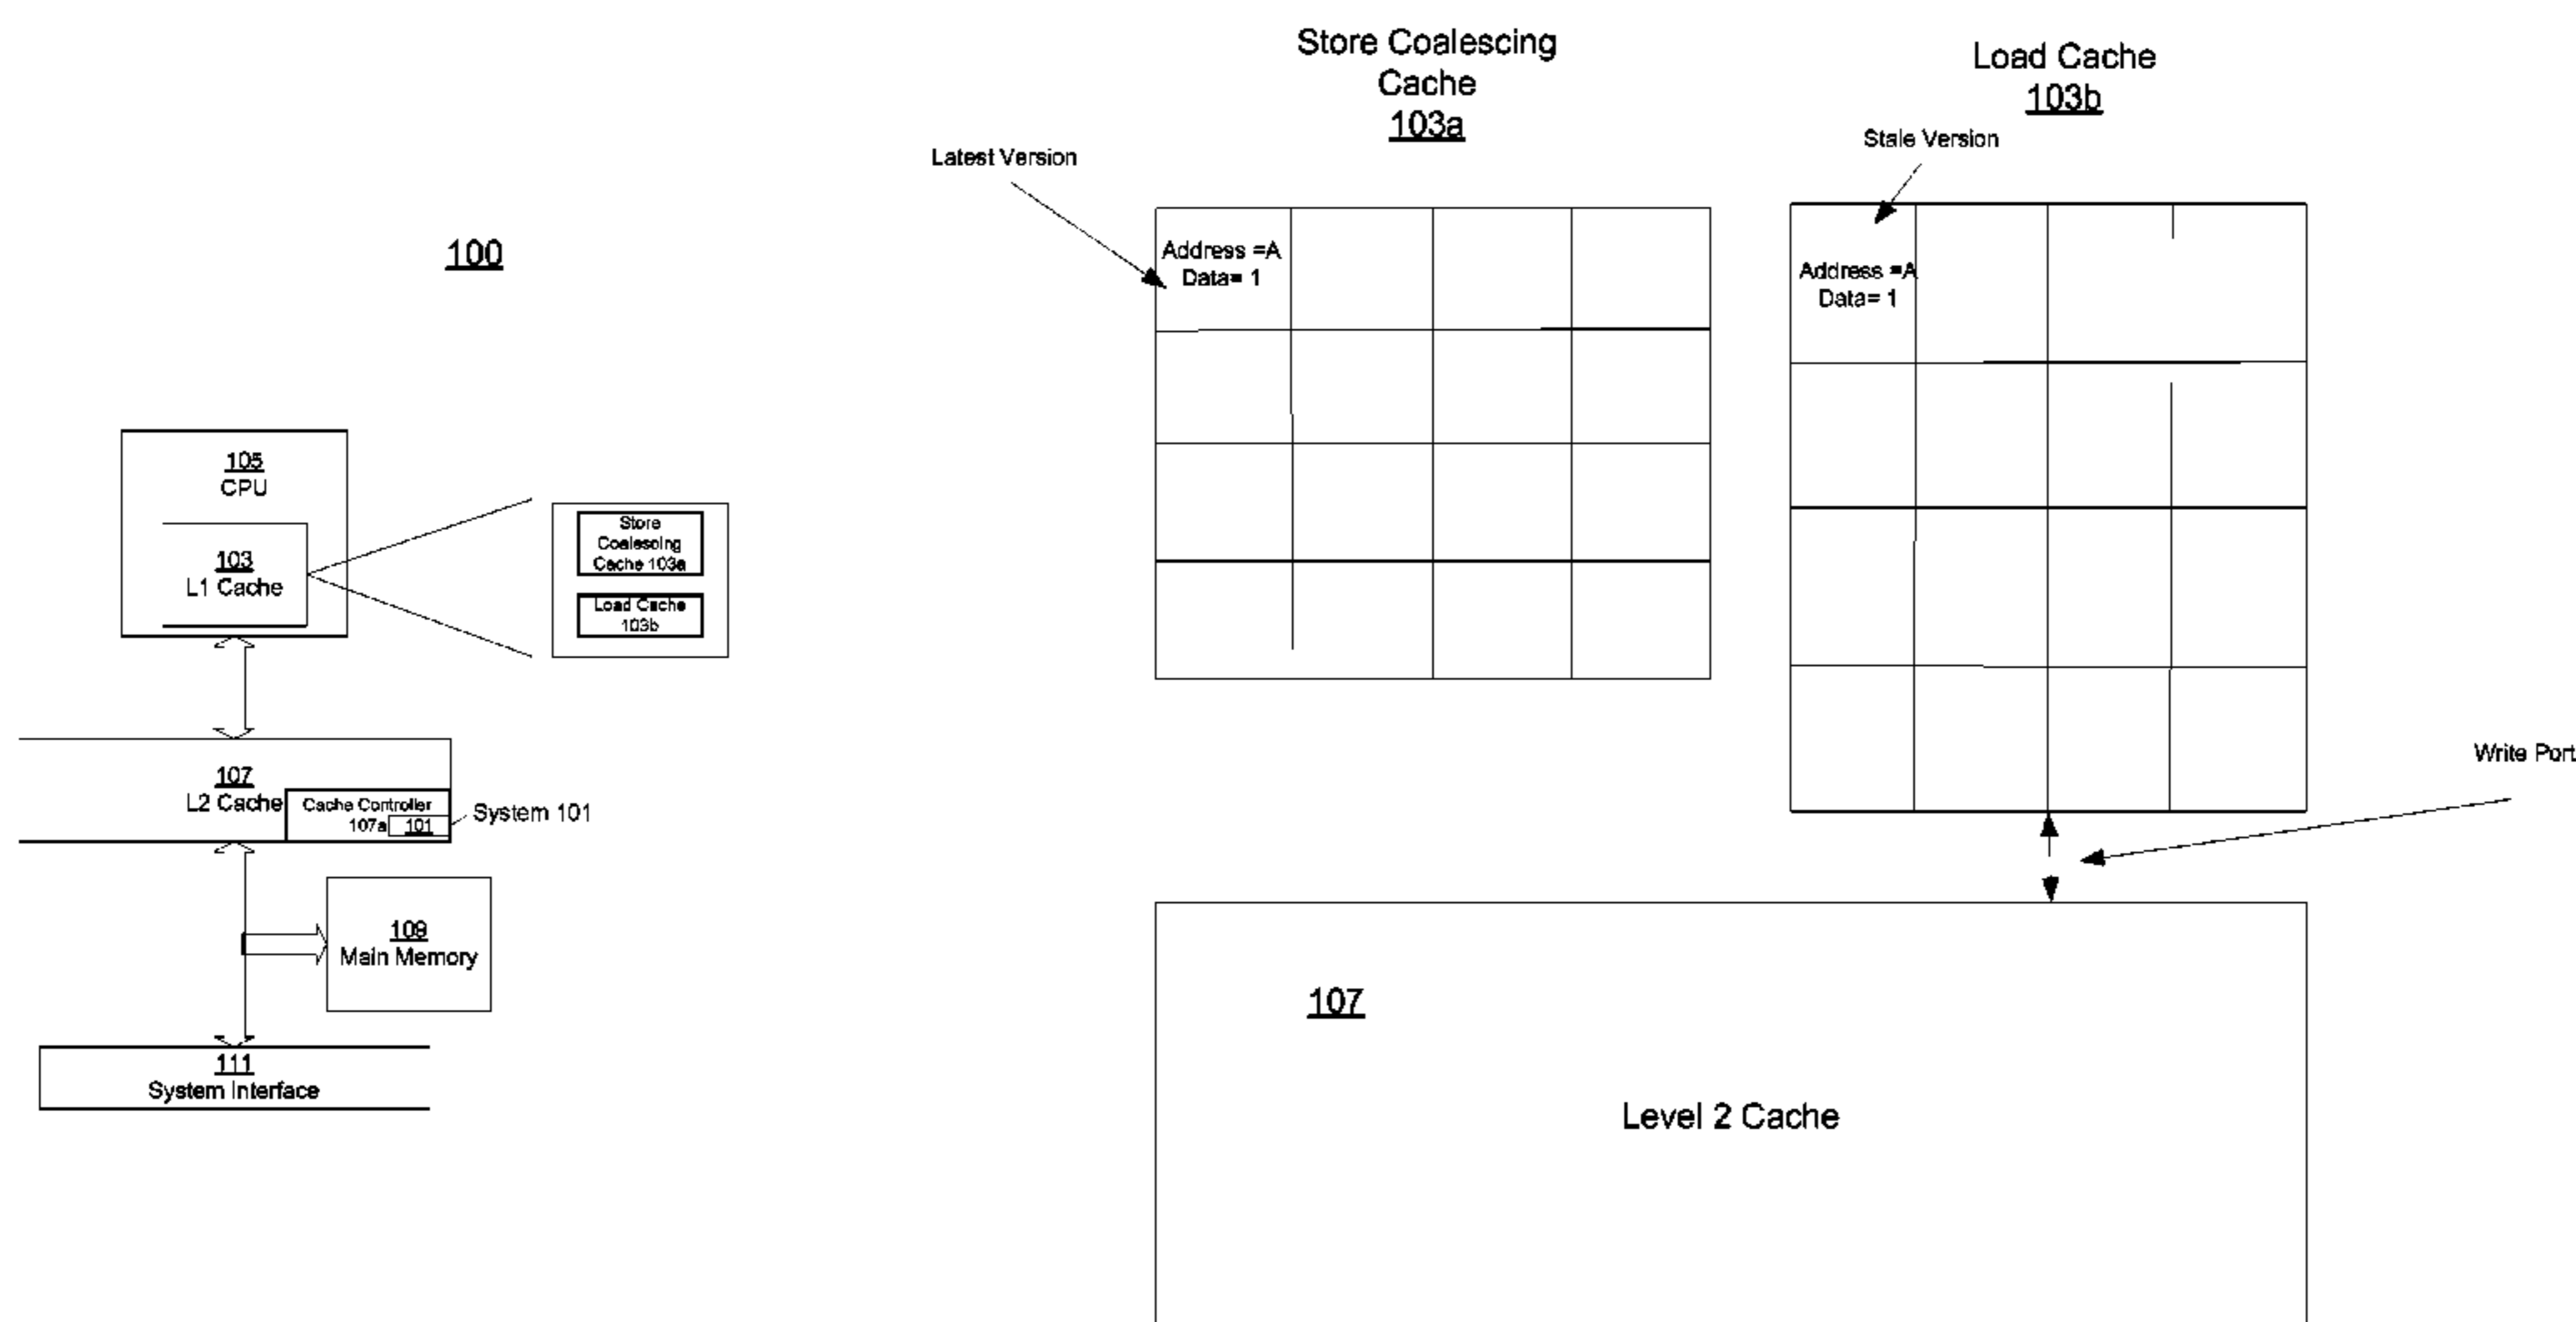 100
105
CPU
103
L1 Cache
Store
Coalescing
Cache 103a
Load Cache
103b
107
L2 Cache
Cache Controller
107a 101
System 101
109
Main Memory
111
System Interface
Store Coalescing
Cache
103a
Latest Version
Address =A
Data= 1
Load Cache
103b
Stale Version
Address =A
Data= 1
Write Port
107
Level 2 Cache